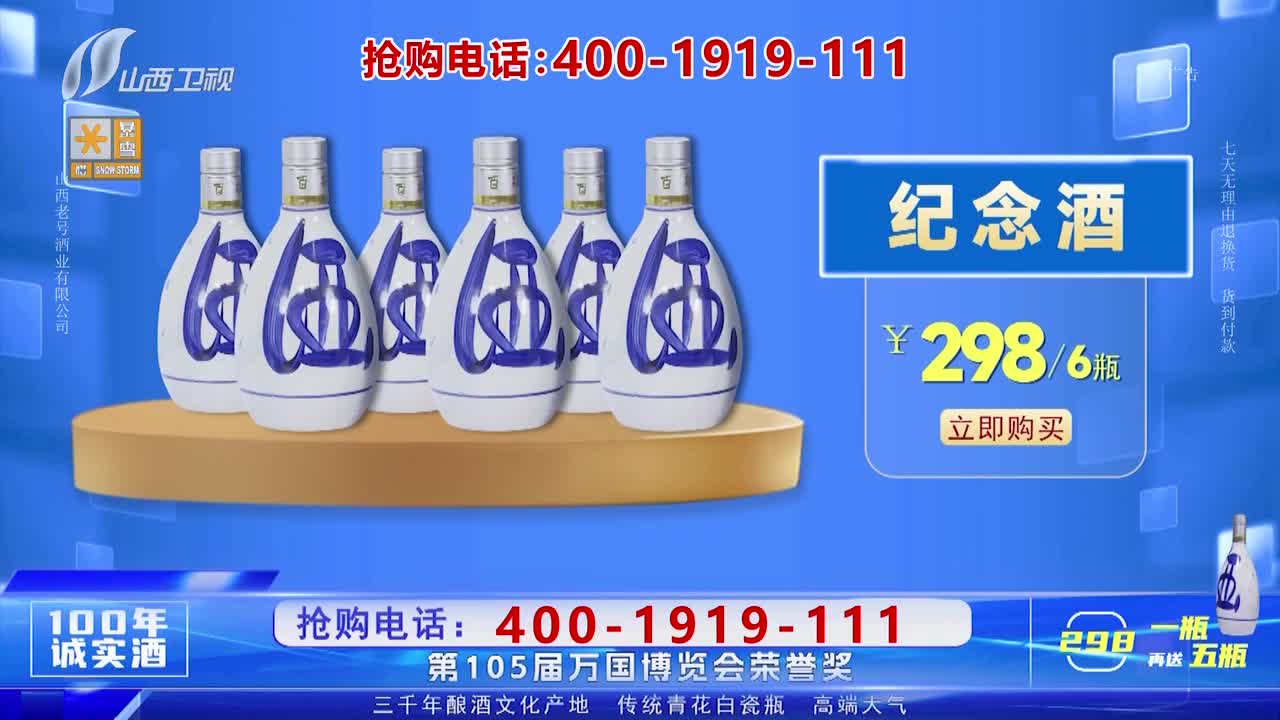 抢购电话:400-1919-111
山西卫视
广告
暴雪
SNOW STORM
山西老号酒业有限公司
七天无理由退换货 货到付款
纪念酒
¥298/6瓶
立即购买
100年
诚实酒
抢购电话：400-1919-111
第105届万国博览会荣誉奖
298
一瓶
再送五瓶
三千年酿酒文化产地 传统青花白瓷瓶 高端大气